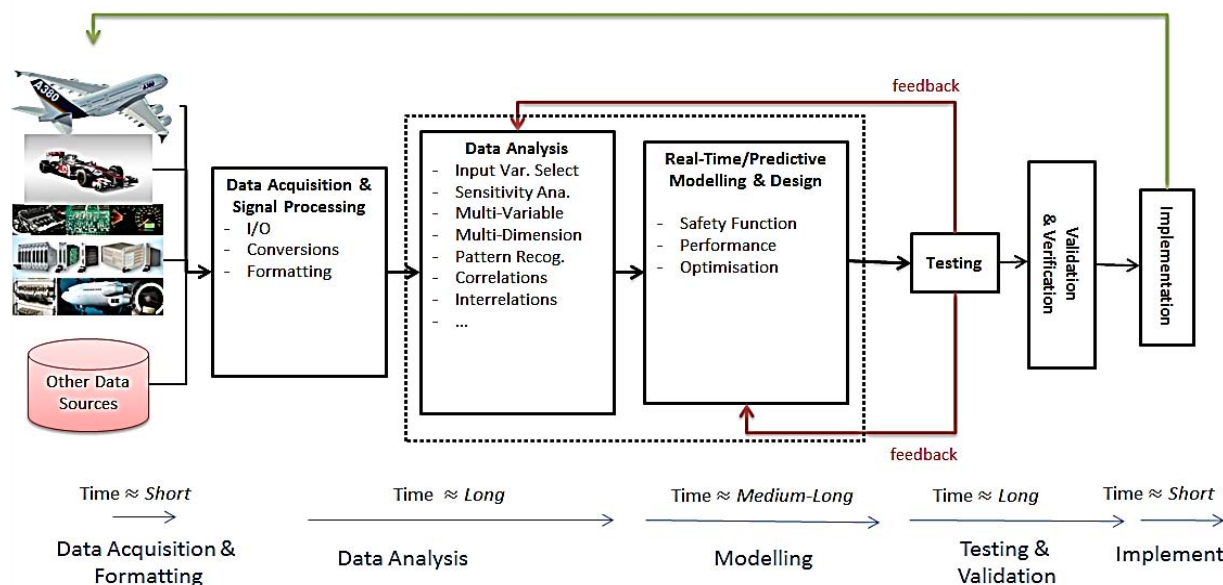 feedback
A380
Data Acquisition &
Signal Processing
- I/O
- Conversions
- Formatting
Data Analysis
- Input Var. Select
- Sensitivity Ana.
- Multi-Variable
- Multi-Dimension
- Pattern Recog.
- Correlations
- Interrelations
- ...
Real-Time/Predictive
Modelling & Design
- Safety Function
- Performance
- Optimisation
Testing
Validation
& Verification
Implementation
Other Data
Sources
feedback
Time ≈ Short
Time ≈ Long
Time ≈ Medium-Long
Time ≈ Long
Time ≈ Short
Data Acquisition &
Formatting
Data Analysis
Modelling
Testing &
Validation
Implement